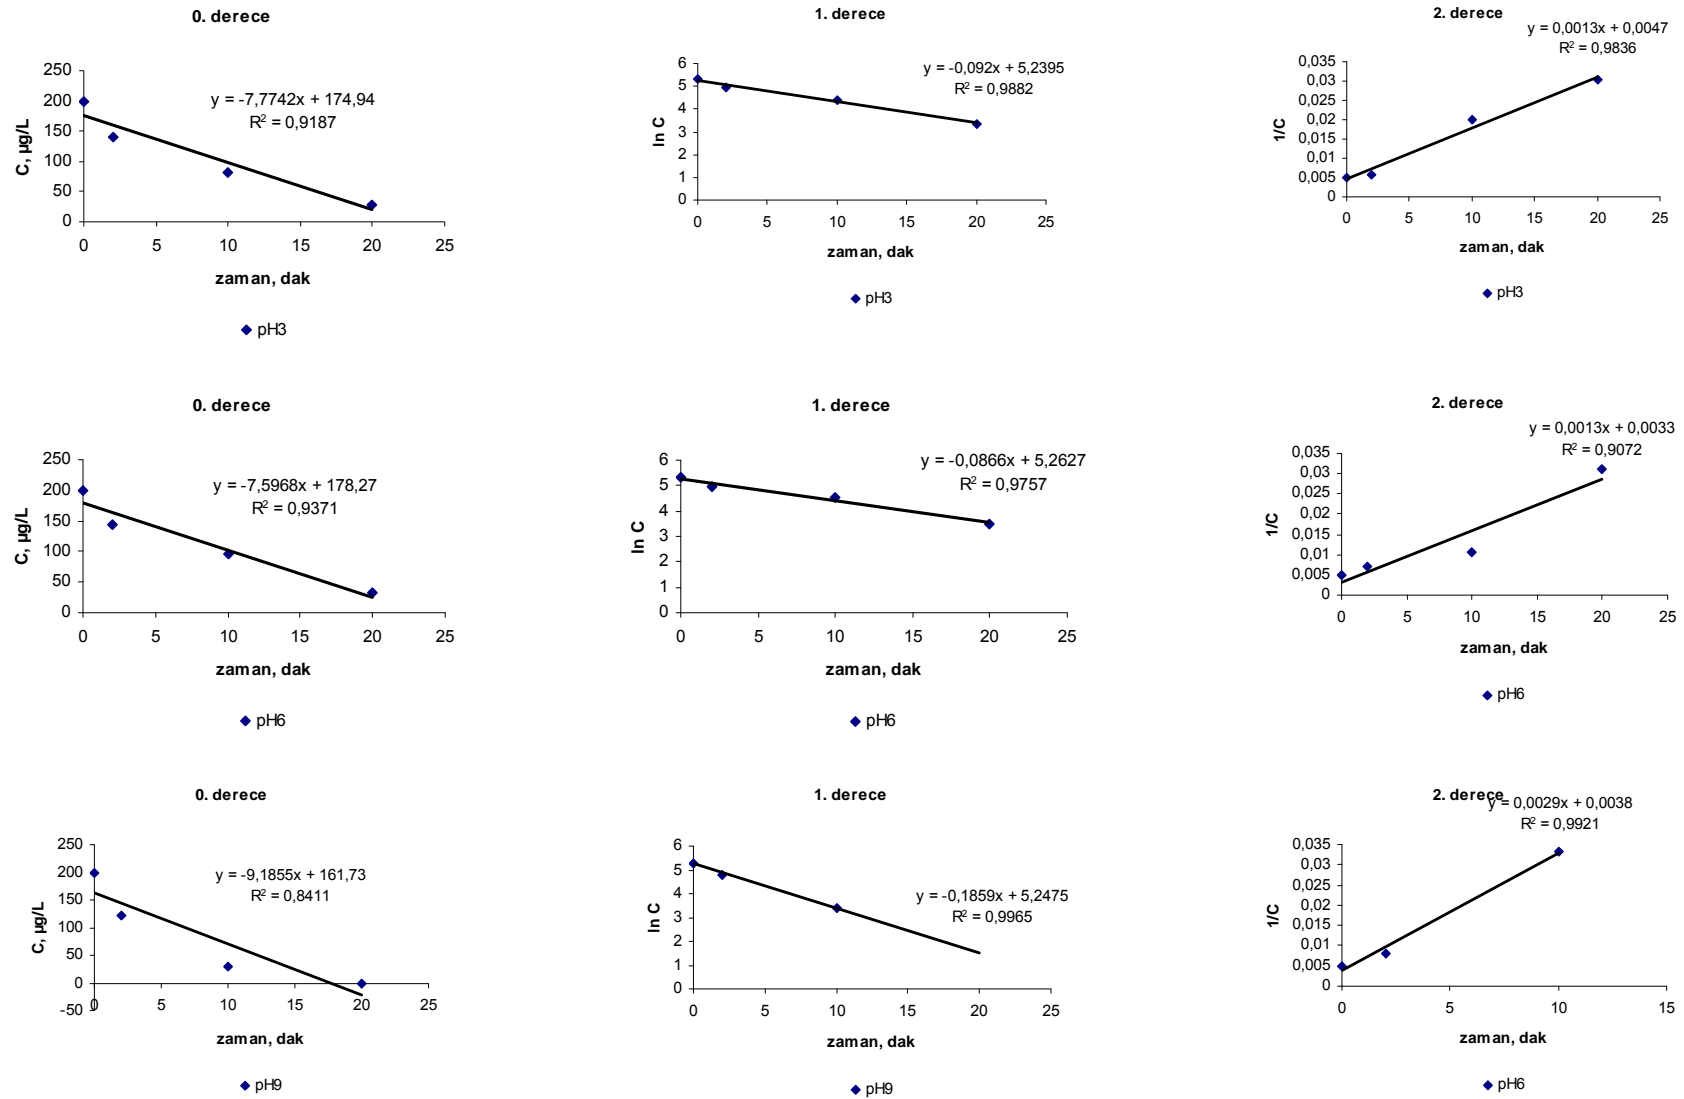 0. derece
y = -7,7742x + 174,94
R² = 0,9187
250
200
150
100
50
0
0 5 10 15 20 25
C, µg/L
zaman, dak
pH3
1. derece
y = -0,092x + 5,2395
R² = 0,9882
6
5
4
3
2
1
0
0 5 10 15 20 25
ln C
zaman, dak
pH3
2. derece
y = 0,0013x + 0,0047
R² = 0,9836
0,035
0,03
0,025
0,02
0,015
0,01
0,005
0
0 5 10 15 20 25
1/C
zaman, dak
pH3
0. derece
y = -7,5968x + 178,27
R² = 0,9371
250
200
150
100
50
0
0 5 10 15 20 25
C, µg/L
zaman, dak
pH6
1. derece
y = -0,0866x + 5,2627
R² = 0,9757
6
5
4
3
2
1
0
0 5 10 15 20 25
ln C
zaman, dak
pH6
2. derece
y = 0,0013x + 0,0033
R² = 0,9072
0,035
0,03
0,025
0,02
0,015
0,01
0,005
0
0 5 10 15 20 25
1/C
zaman, dak
pH6
0. derece
y = -9,1855x + 161,73
R² = 0,8411
250
200
150
100
50
0
-50
0 5 10 15 20 25
C, µg/L
zaman, dak
pH9
1. derece
y = -0,1859x + 5,2475
R² = 0,9965
6
5
4
3
2
1
0
0 5 10 15 20 25
ln C
zaman, dak
pH9
2. derece
y = 0,0029x + 0,0038
R² = 0,9921
0,035
0,03
0,025
0,02
0,015
0,01
0,005
0
0 5 10 15
1/C
zaman, dak
pH6